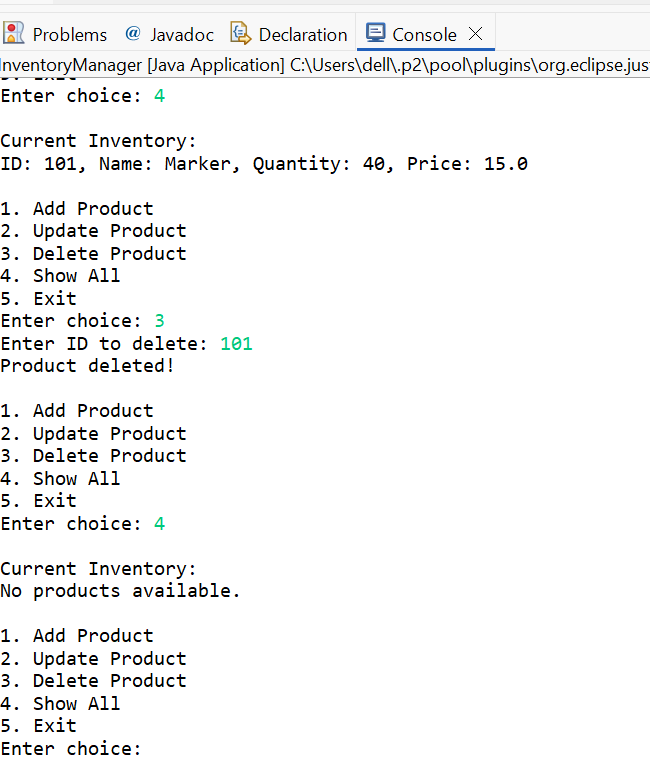 Problems @ Javadoc Declaration Console
InventoryManager [Java Application] C:\Users\dell\.p2\pool\plugins\org.eclipse.jus
5. Exit
Enter choice: 4
Current Inventory:
ID: 101, Name: Marker, Quantity: 40, Price: 15.0
1. Add Product
2. Update Product
3. Delete Product
4. Show All
5. Exit
Enter choice: 3
Enter ID to delete: 101
Product deleted!
1. Add Product
2. Update Product
3. Delete Product
4. Show All
5. Exit
Enter choice: 4
Current Inventory:
No products available.
1. Add Product
2. Update Product
3. Delete Product
4. Show All
5. Exit
Enter choice: